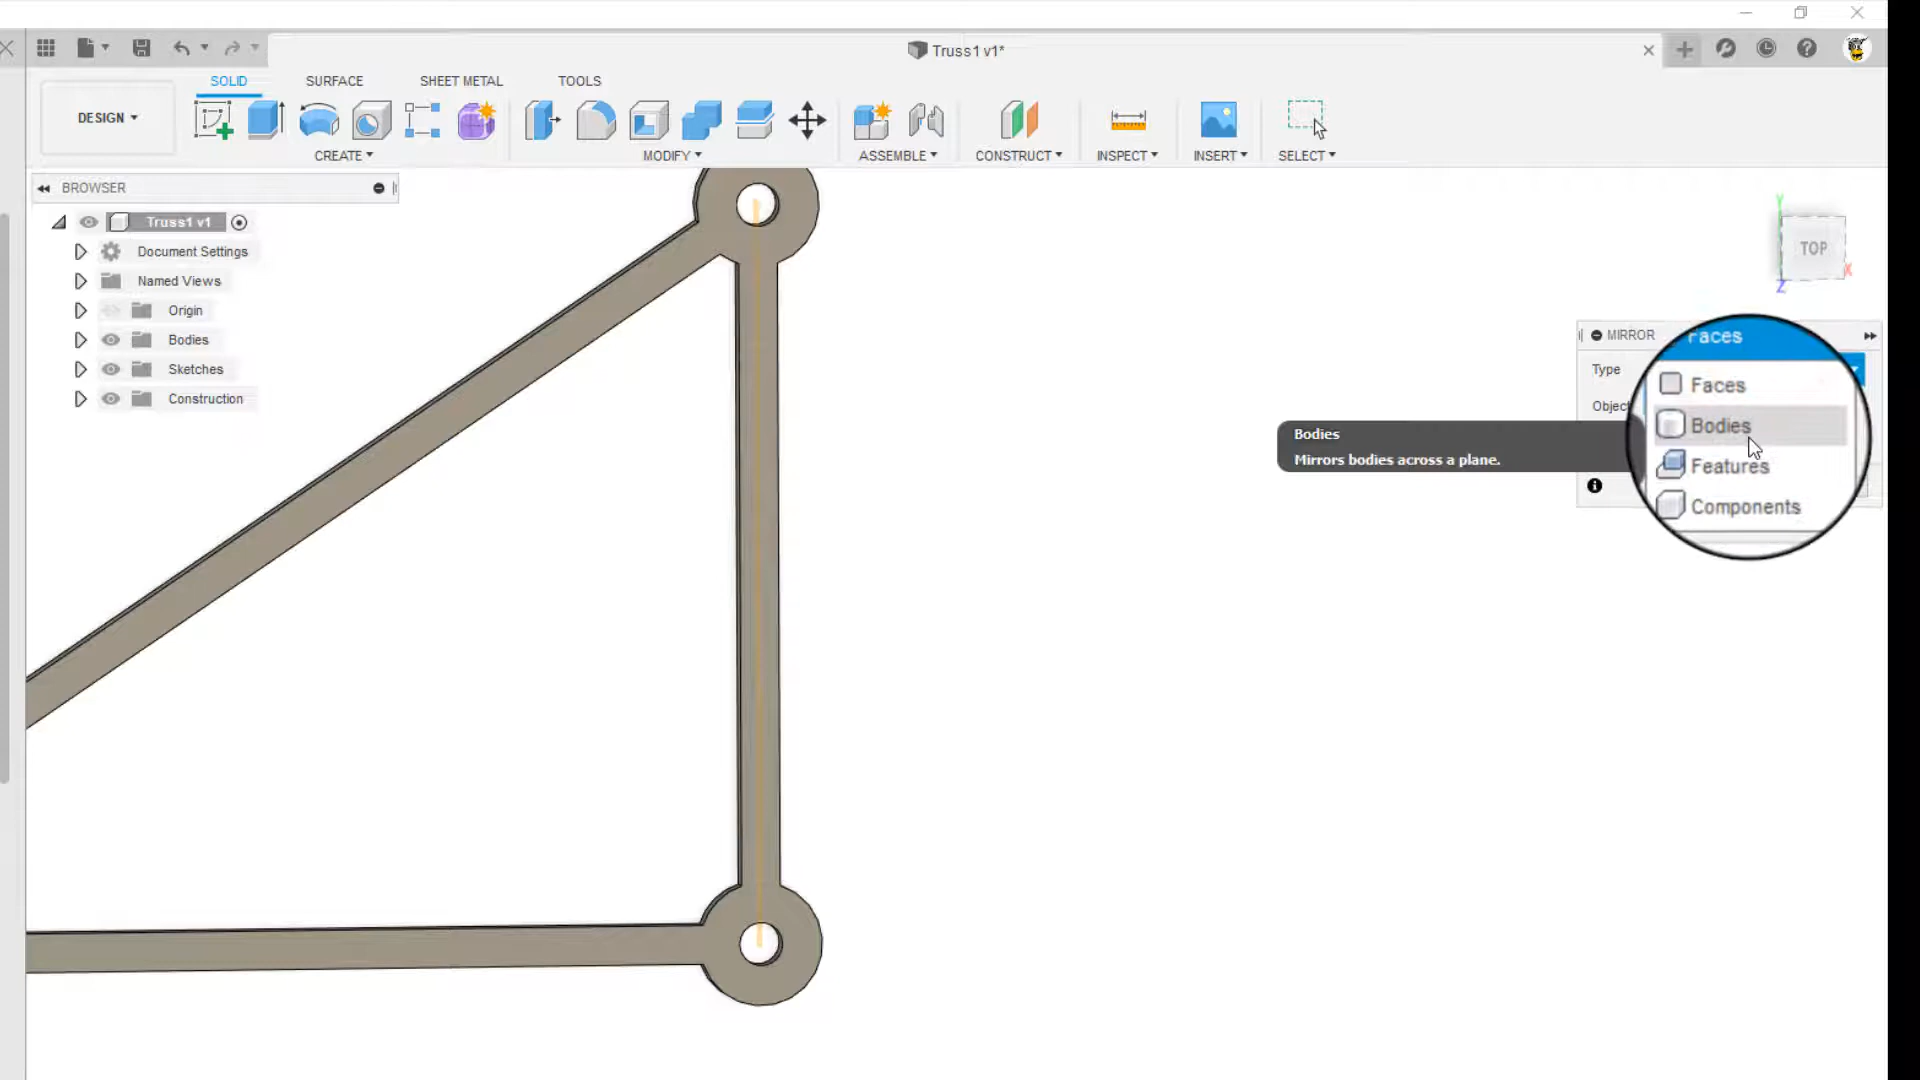 Truss1 v1*
SOLID
SURFACE
SHEET METAL
TOOLS
DESIGN
CREATE
MODIFY
ASSEMBLE
CONSTRUCT
INSPECT
INSERT
SELECT
BROWSER
Truss1 v1
Document Settings
Named Views
Origin
Bodies
Sketches
Construction
Y
TOP
X
Z
MIRROR
Faces
Type
Faces
Object
Bodies
Features
Components
Bodies
Mirrors bodies across a plane.